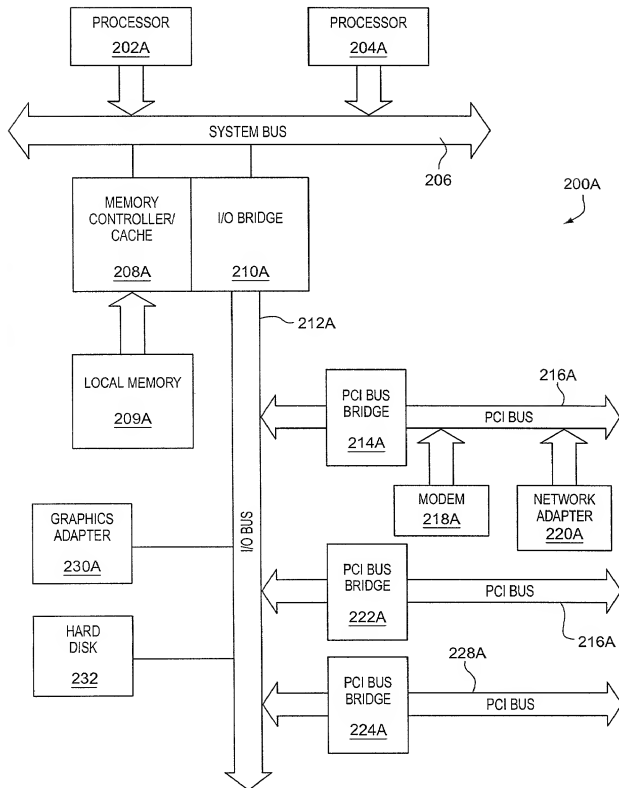 PROCESSOR
202A
PROCESSOR
204A
SYSTEM BUS
206
200A
MEMORY
CONTROLLER/
CACHE
208A
I/O BRIDGE
210A
212A
LOCAL MEMORY
209A
PCI BUS
BRIDGE
214A
216A
PCI BUS
MODEM
218A
NETWORK
ADAPTER
220A
GRAPHICS
ADAPTER
230A
I/O BUS
PCI BUS
BRIDGE
222A
PCI BUS
216A
HARD
DISK
232
PCI BUS
BRIDGE
224A
228A
PCI BUS